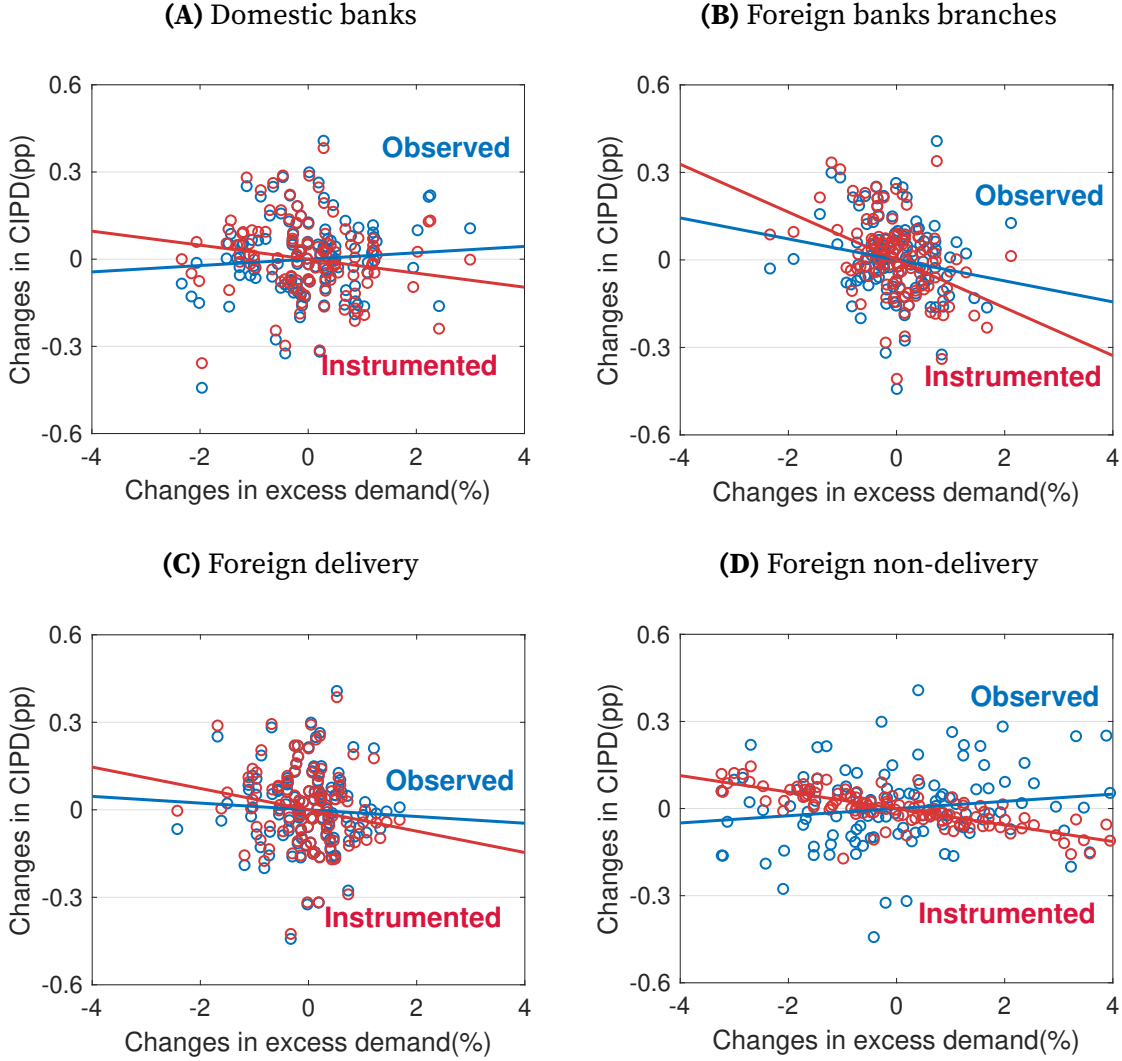 (A) Domestic banks
0.6
0.3
0
-0.3
-0.6
Changes in CIPD(pp)
Observed
Instrumented
-4 -2 0 2 4
Changes in excess demand(%)
(B) Foreign banks branches
0.6
0.3
0
-0.3
-0.6
Changes in CIPD(pp)
Observed
Instrumented
-4 -2 0 2 4
Changes in excess demand(%)
(C) Foreign delivery
0.6
0.3
0
-0.3
-0.6
Changes in CIPD(pp)
Observed
Instrumented
-4 -2 0 2 4
Changes in excess demand(%)
(D) Foreign non-delivery
0.6
0.3
0
-0.3
-0.6
Changes in CIPD(pp)
Observed
Instrumented
-4 -2 0 2 4
Changes in excess demand(%)